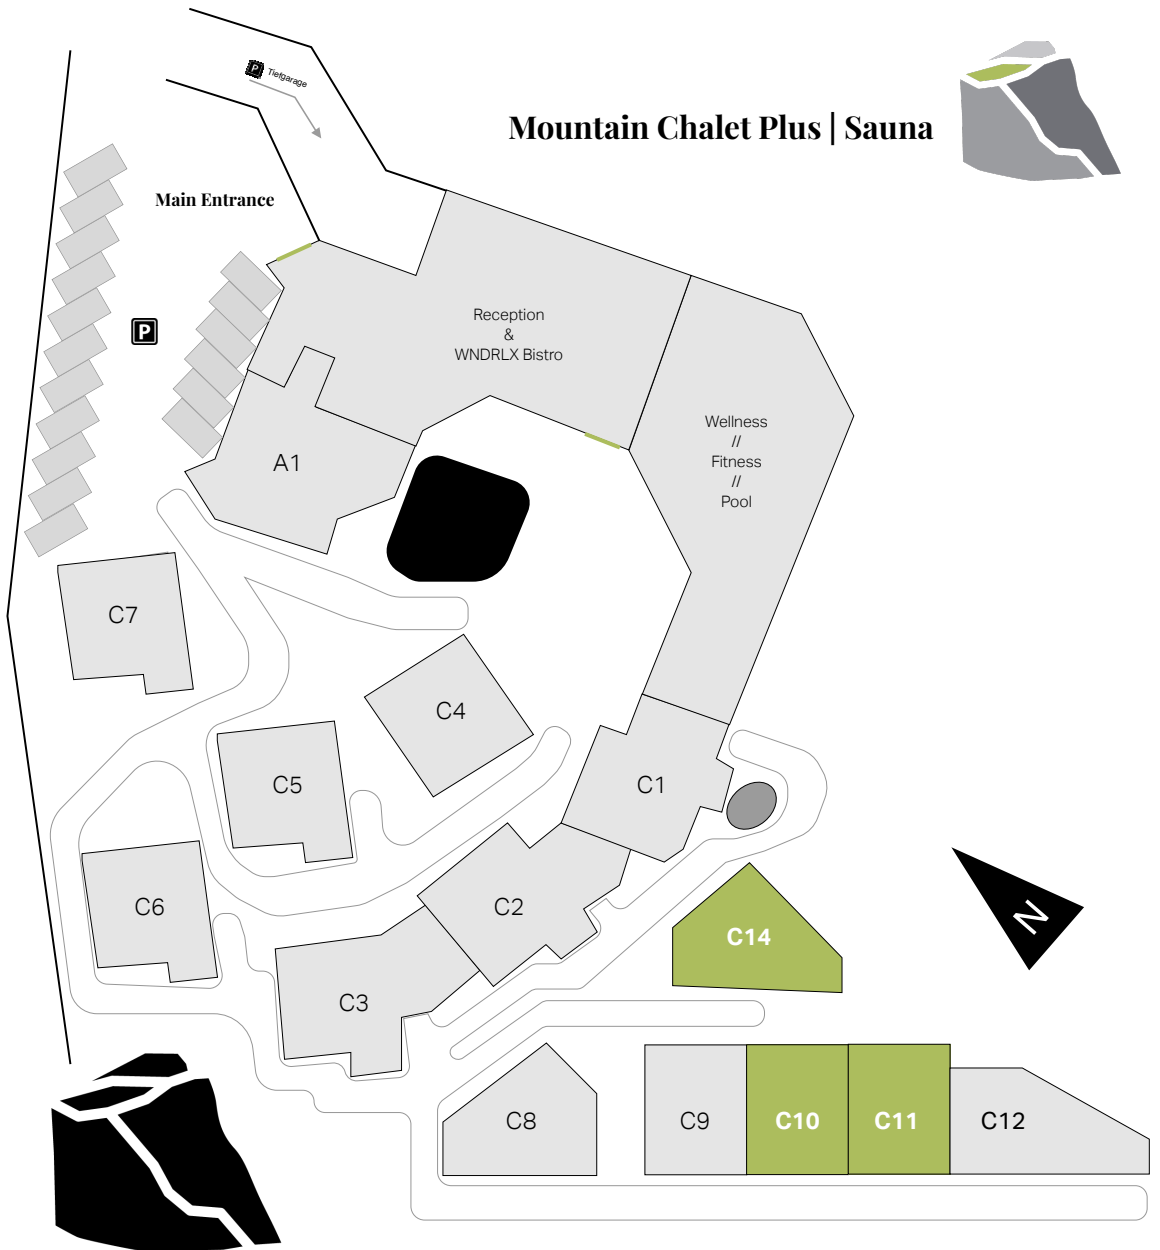 P Tiefgarage
Mountain Chalet Plus | Sauna
Main Entrance
P
Reception
&
WNDRLX Bistro
Wellness
//
Fitness
//
Pool
A1
C7
C4
C5
C1
C6
C2
C14
C3
N
C8
C9
C10
C11
C12